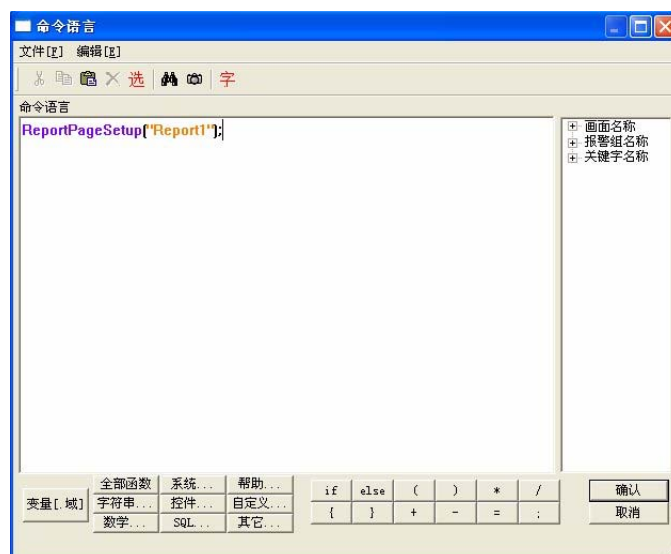 命令语言
文件[F] 编辑[E]
选 字
命令语言
ReportPageSetup("Report1");
画面名称
报警组名称
关键字名称
变量[.域]
全部函数 系统... 帮助...
字符串... 控件... 自定义...
数学... SQL... 其它...
if else ( ) * /
{ } + - = ;
确认
取消